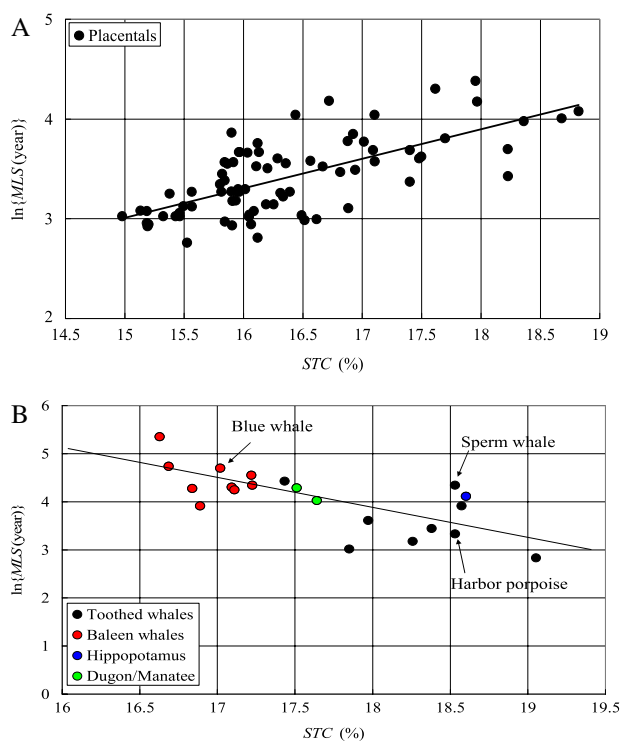 A
Placentals
ln{MLS(year)}
5
4
3
2
14.5 15 15.5 16 16.5 17 17.5 18 18.5 19
STC (%)
B
ln{MLS(year)}
6
5
4
3
2
1
0
Blue whale
Sperm whale
Harbor porpoise
Toothed whales
Baleen whales
Hippopotamus
Dugon/Manatee
16 16.5 17 17.5 18 18.5 19 19.5
STC (%)